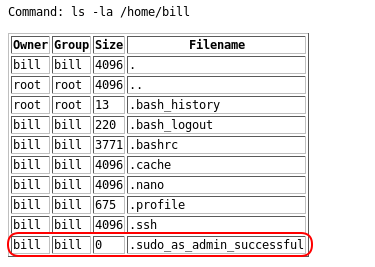 Command: ls -la /home/bill
Owner Group Size Filename
bill bill 4096 .
root root 4096 ..
root root 13 .bash_history
bill bill 220 .bash_logout
bill bill 3771 .bashrc
bill bill 4096 .cache
bill bill 4096 .nano
bill bill 675 .profile
bill bill 4096 .ssh
bill bill 0 .sudo_as_admin_successful